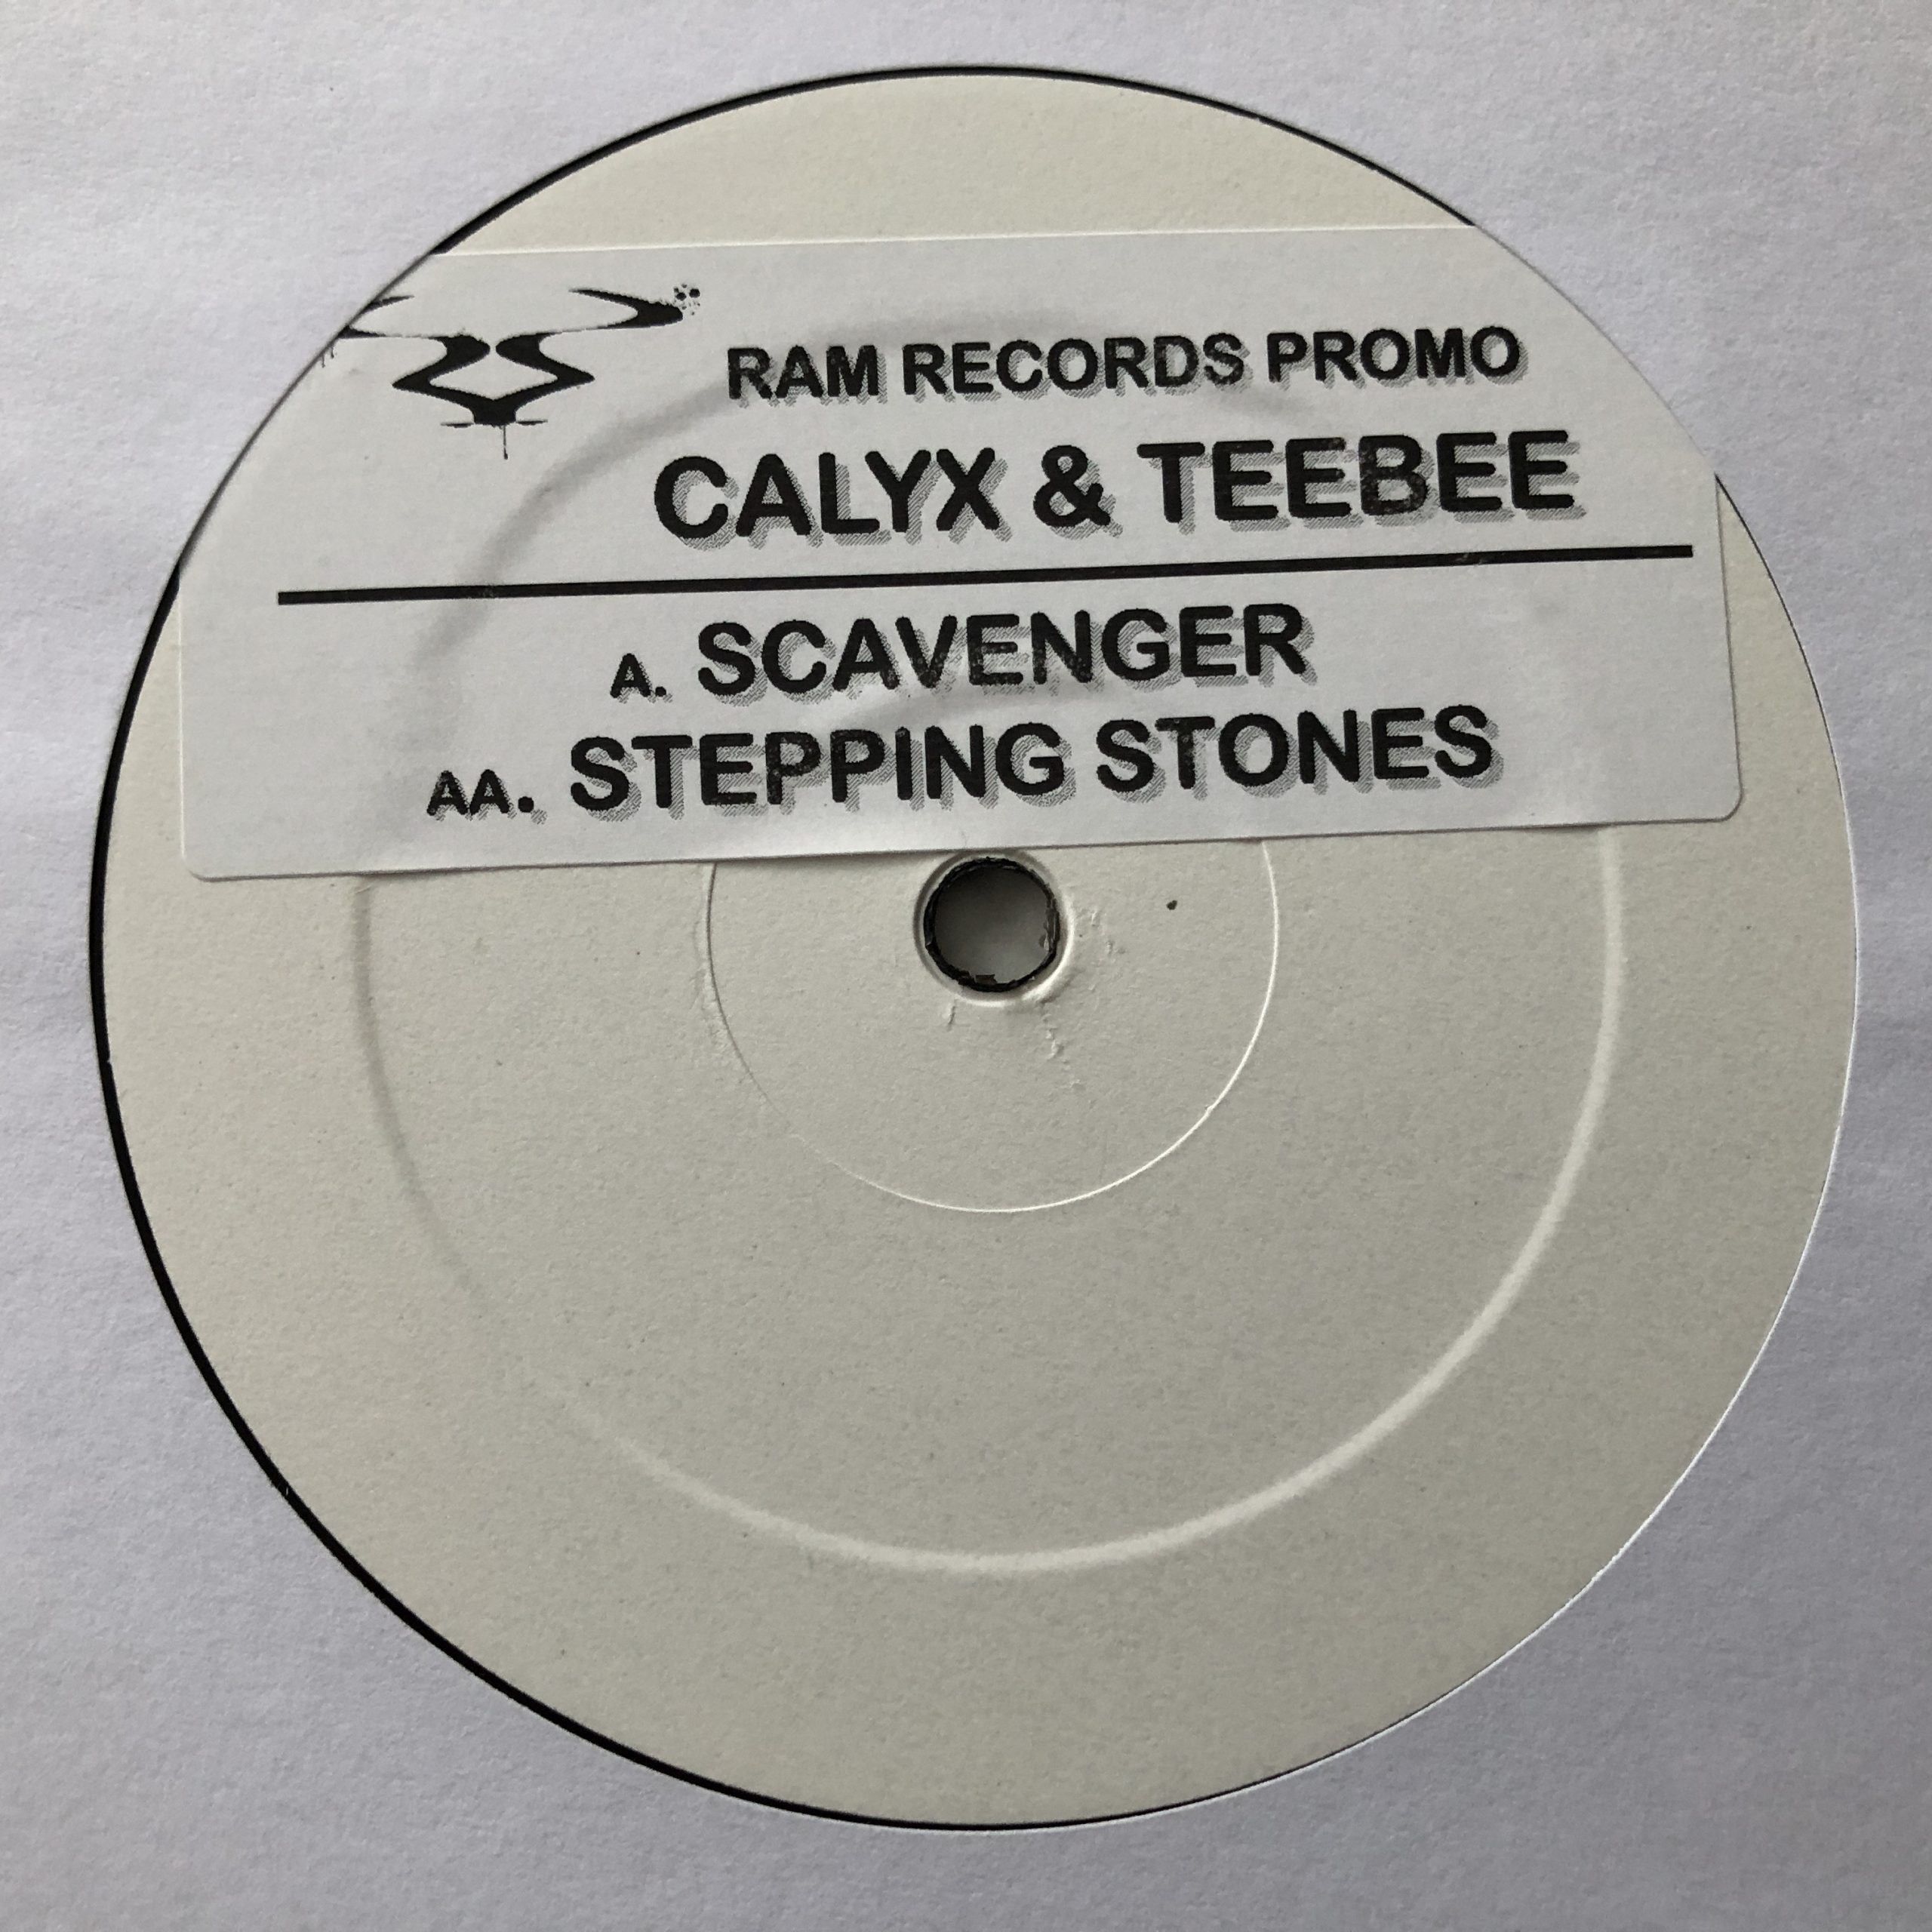 RAM RECORDS PROMO
CALYX & TEEBEE
A. SCAVENGER
AA. STEPPING STONES